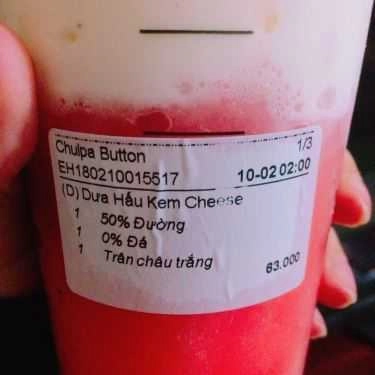 Chulpa Button 1/3
EH180210015517 10-02 02:00
(D) Dưa Hấu Kem Cheese
1 50% Đường
1 0% Đá
1 Trân châu trắng 63.000